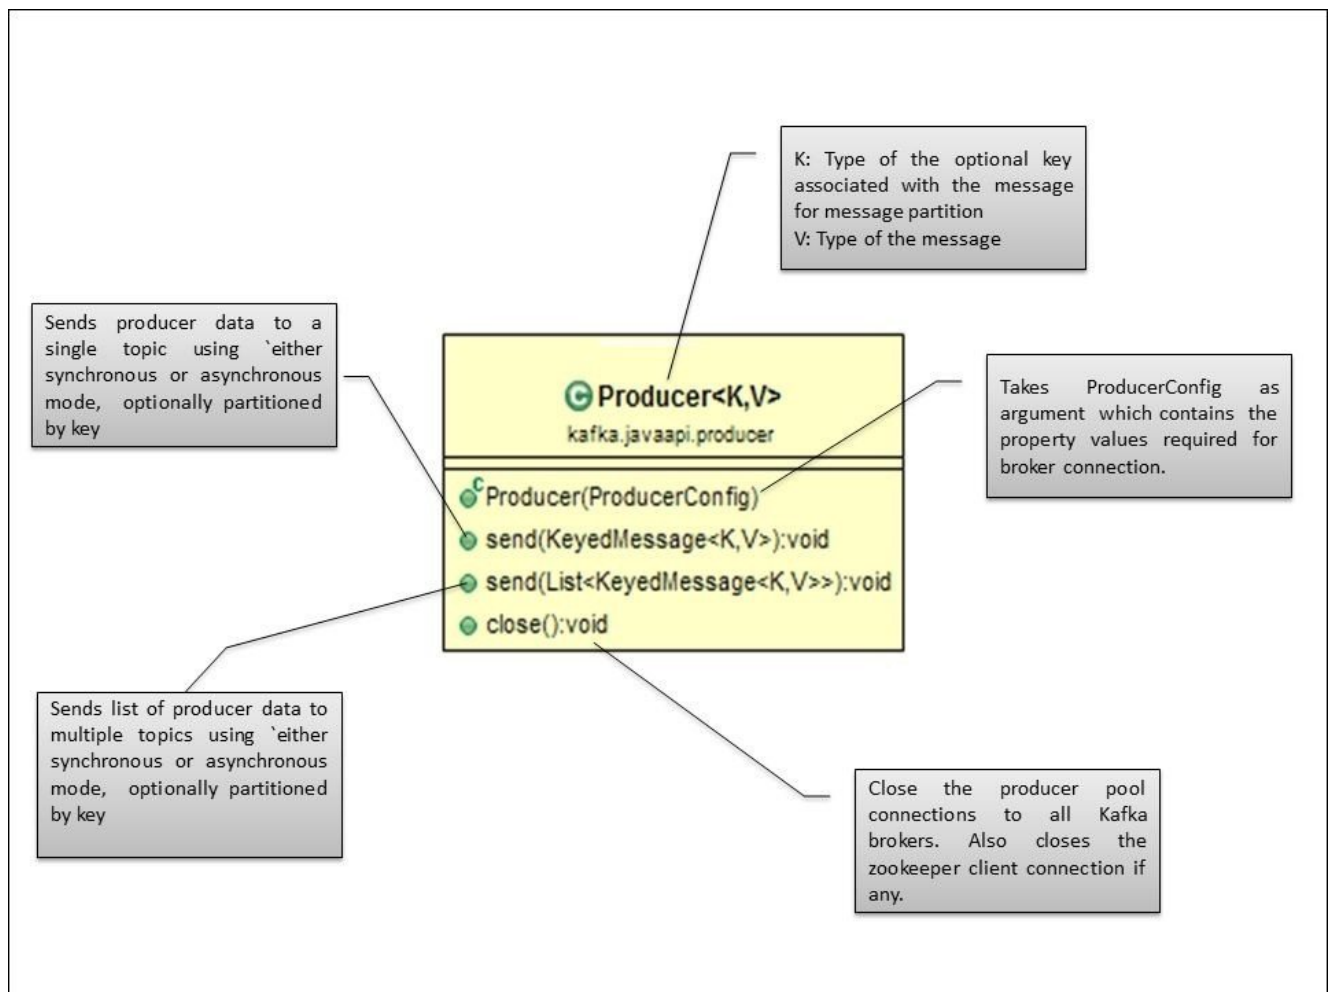 K: Type of the optional key
associated with the message
for message partition
V: Type of the message
Sends producer data to a
single topic using `either
synchronous or asynchronous
mode, optionally partitioned
by key
Producer<K,V>
kafka.javaapi.producer
C Producer(ProducerConfig)
send(KeyedMessage<K,V>):void
send(List<KeyedMessage<K,V>>):void
close():void
Takes ProducerConfig as
argument which contains the
property values required for
broker connection.
Sends list of producer data to
multiple topics using `either
synchronous or asynchronous
mode, optionally partitioned
by key
Close the producer pool
connections to all Kafka
brokers. Also closes the
zookeeper client connection if
any.